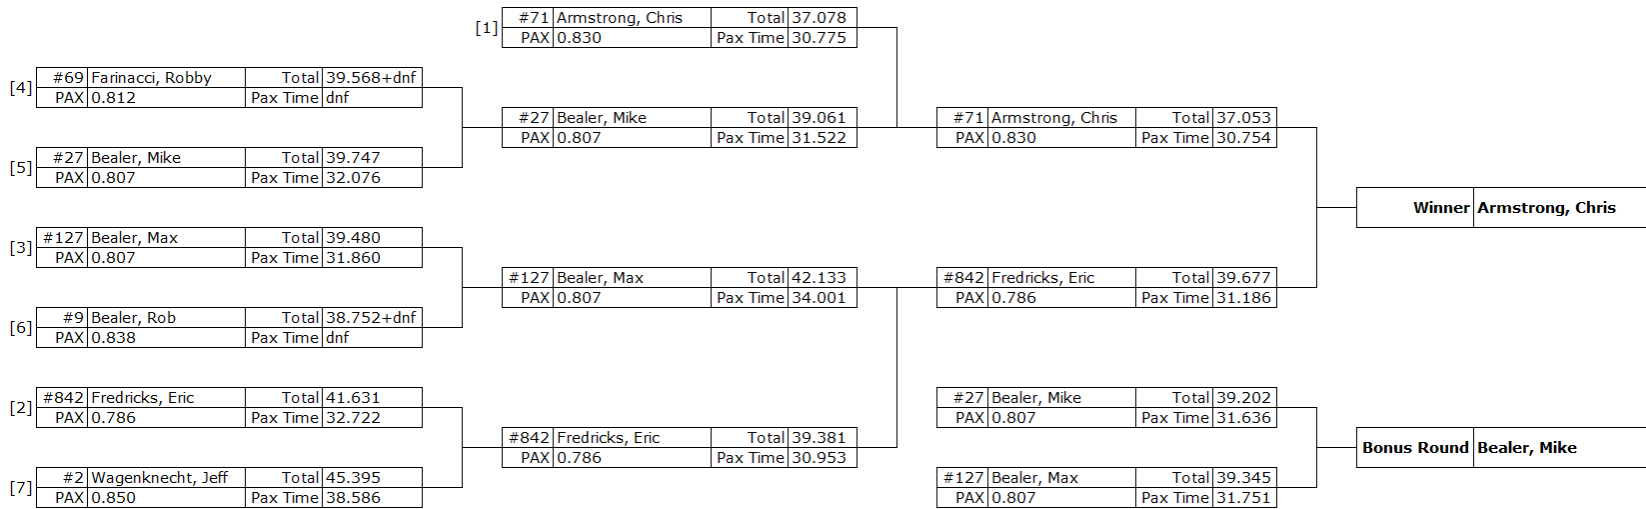 [1] #71 Armstrong, Chris Total 37.078
PAX 0.830 Pax Time 30.775
[4] #69 Farinacci, Robby Total 39.568+dnf
PAX 0.812 Pax Time dnf
[5] #27 Bealer, Mike Total 39.747
PAX 0.807 Pax Time 32.076
#27 Bealer, Mike Total 39.061
PAX 0.807 Pax Time 31.522
#71 Armstrong, Chris Total 37.053
PAX 0.830 Pax Time 30.754
[3] #127 Bealer, Max Total 39.480
PAX 0.807 Pax Time 31.860
[6] #9 Bealer, Rob Total 38.752+dnf
PAX 0.838 Pax Time dnf
#127 Bealer, Max Total 42.133
PAX 0.807 Pax Time 34.001
#842 Fredricks, Eric Total 39.677
PAX 0.786 Pax Time 31.186
Winner Armstrong, Chris
[2] #842 Fredricks, Eric Total 41.631
PAX 0.786 Pax Time 32.722
[7] #2 Wagenknecht, Jeff Total 45.395
PAX 0.850 Pax Time 38.586
#842 Fredricks, Eric Total 39.381
PAX 0.786 Pax Time 30.953
#27 Bealer, Mike Total 39.202
PAX 0.807 Pax Time 31.636
#127 Bealer, Max Total 39.345
PAX 0.807 Pax Time 31.751
Bonus Round Bealer, Mike